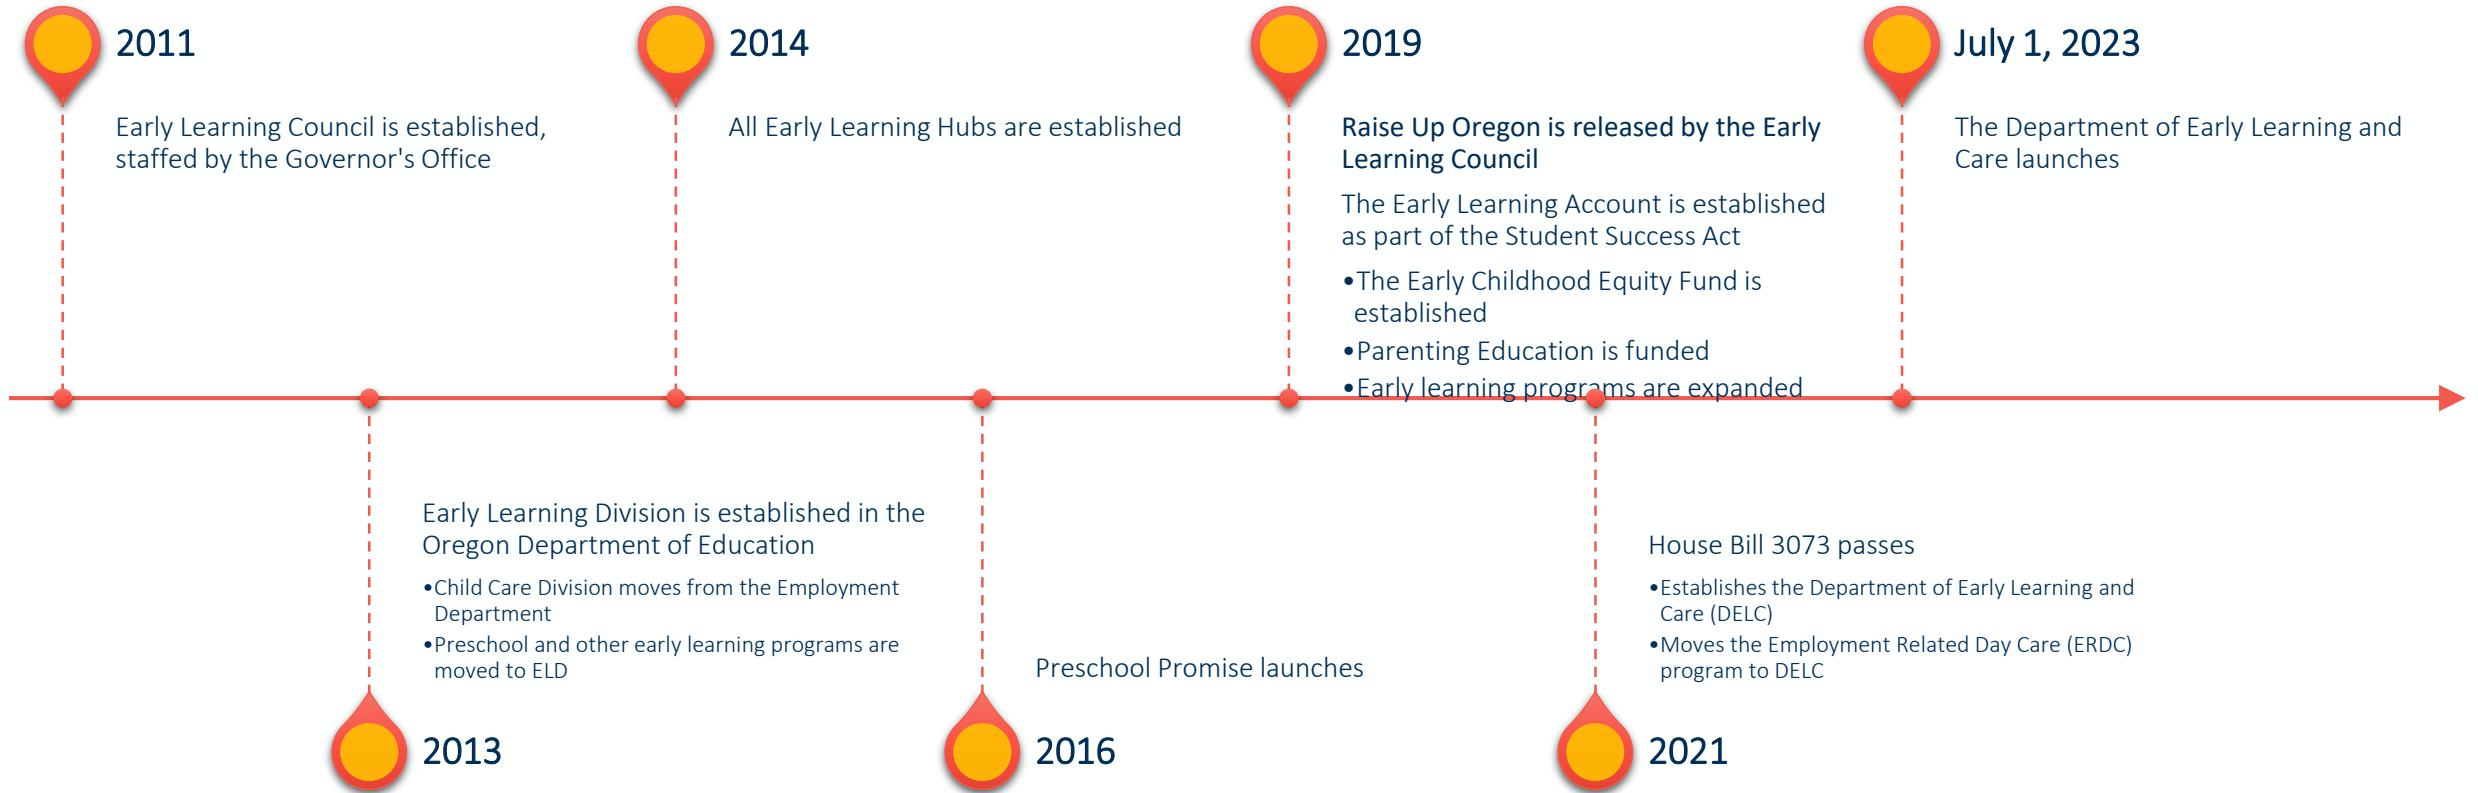 2011
Early Learning Council is established,
staffed by the Governor's Office
2014
All Early Learning Hubs are established
2019
Raise Up Oregon is released by the Early
Learning Council
The Early Learning Account is established
as part of the Student Success Act
•The Early Childhood Equity Fund is
established
•Parenting Education is funded
•Early learning programs are expanded
July 1, 2023
The Department of Early Learning and
Care launches
Early Learning Division is established in the
Oregon Department of Education
•Child Care Division moves from the Employment
Department
•Preschool and other early learning programs are
moved to ELD
2013
Preschool Promise launches
2016
House Bill 3073 passes
•Establishes the Department of Early Learning and
Care (DELC)
•Moves the Employment Related Day Care (ERDC)
program to DELC
2021